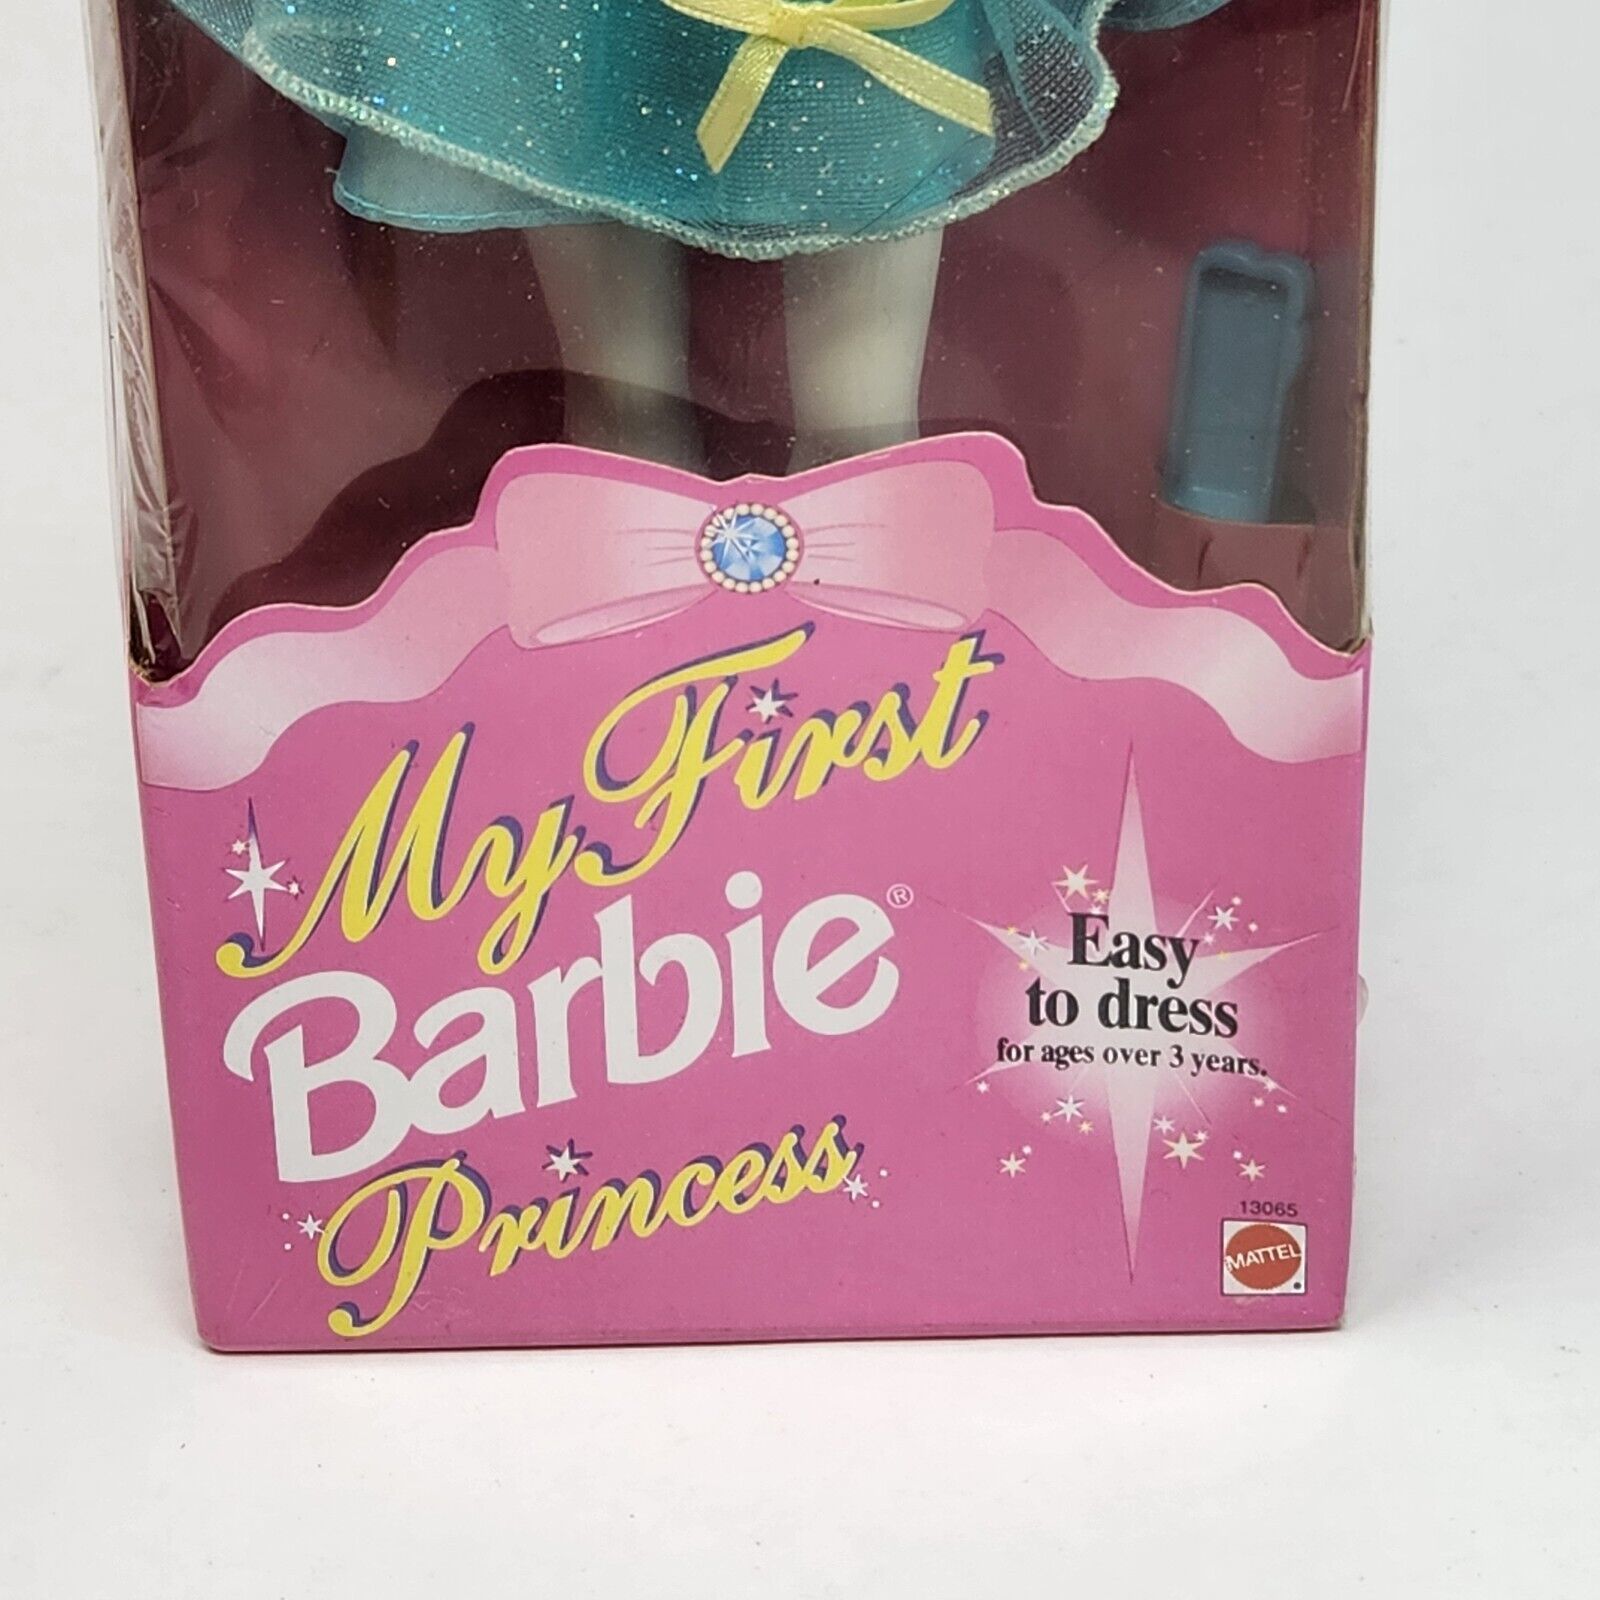 My First
Barbie®
Princess
Easy
to dress
for ages over 3 years.
13065
MATTEL